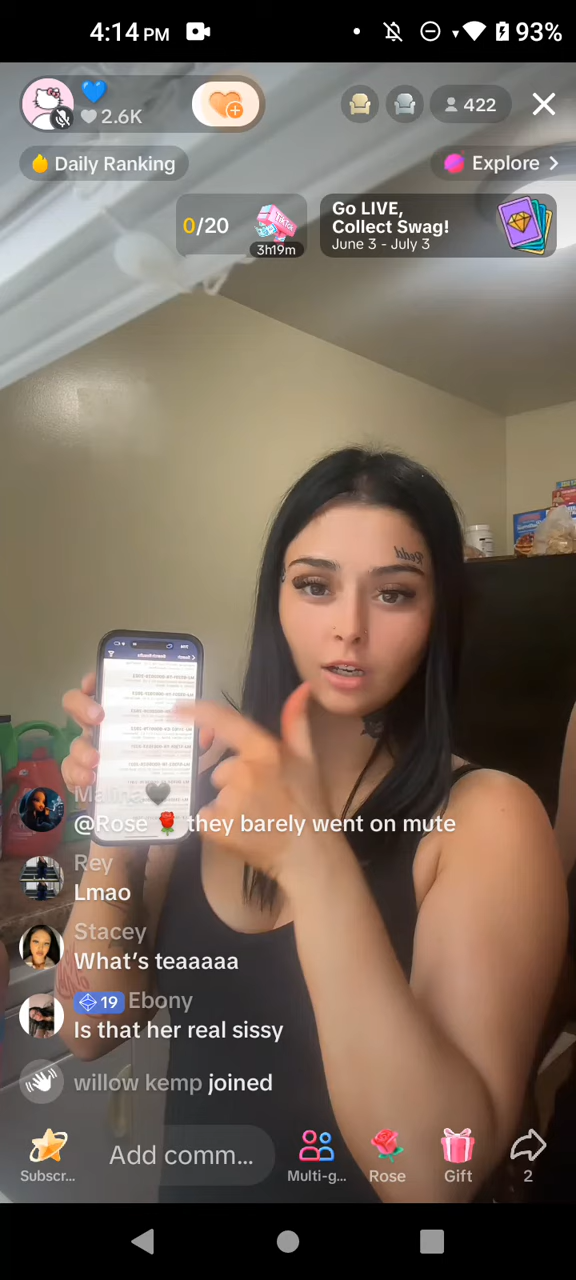 4:14 PM
93%
💙
2.6K
422
Daily Ranking
Explore
0/20
TikTok
3h19m
Go LIVE,
Collect Swag!
June 3 - July 3
@Rose 🌹 they barely went on mute
Rey
Lmao
Stacey
What's teaaaaa
19 Ebony
Is that her real sissy
willow kemp joined
Subscr...
Add comm...
Multi-g...
Rose
Gift
2